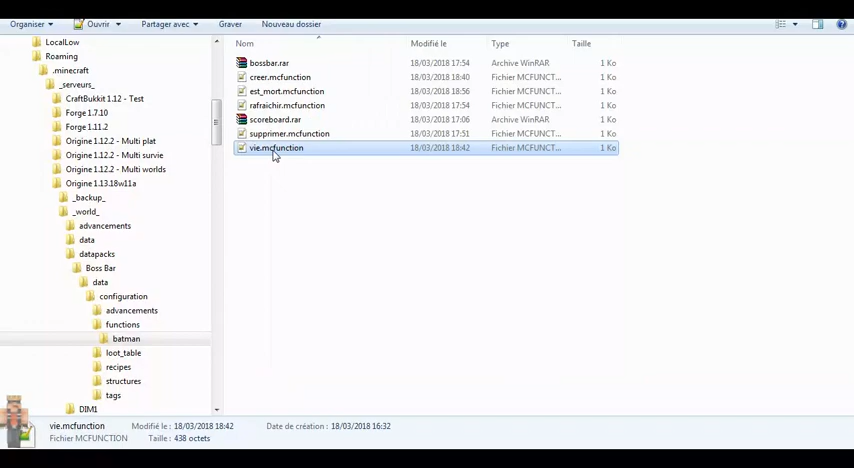 Organiser Ouvrir Partager avec Graver Nouveau dossier
Nom Modifié le Type Taille
LocalLow
Roaming
.minecraft
_serveurs_
CraftBukkit 1.12 - Test
Forge 1.7.10
Forge 1.11.2
Origine 1.12.2 - Multi plat
Origine 1.12.2 - Multi survie
Origine 1.12.2 - Multi worlds
Origine 1.13.18w11a
_backup_
_world_
advancements
data
datapacks
Boss Bar
data
configuration
advancements
functions
batman
loot_table
recipes
structures
tags
DIM1
bossbar.rar 18/03/2018 17:54 Archive WinRAR 1 Ko
creer.mcfunction 18/03/2018 18:40 Fichier MCFUNCT... 1 Ko
est_mort.mcfunction 18/03/2018 18:06 Fichier MCFUNCT... 1 Ko
rafraichir.mcfunction 18/03/2018 17:54 Fichier MCFUNCT... 1 Ko
scoreboard.rar 18/03/2018 17:06 Archive WinRAR 1 Ko
supprimer.mcfunction 18/03/2018 17:51 Fichier MCFUNCT... 1 Ko
vie.mcfunction 18/03/2018 18:42 Fichier MCFUNCT... 1 Ko
vie.mcfunction Modifié le : 18/03/2018 18:42 Date de création : 18/03/2018 16:32
Fichier MCFUNCTION Taille : 438 octets